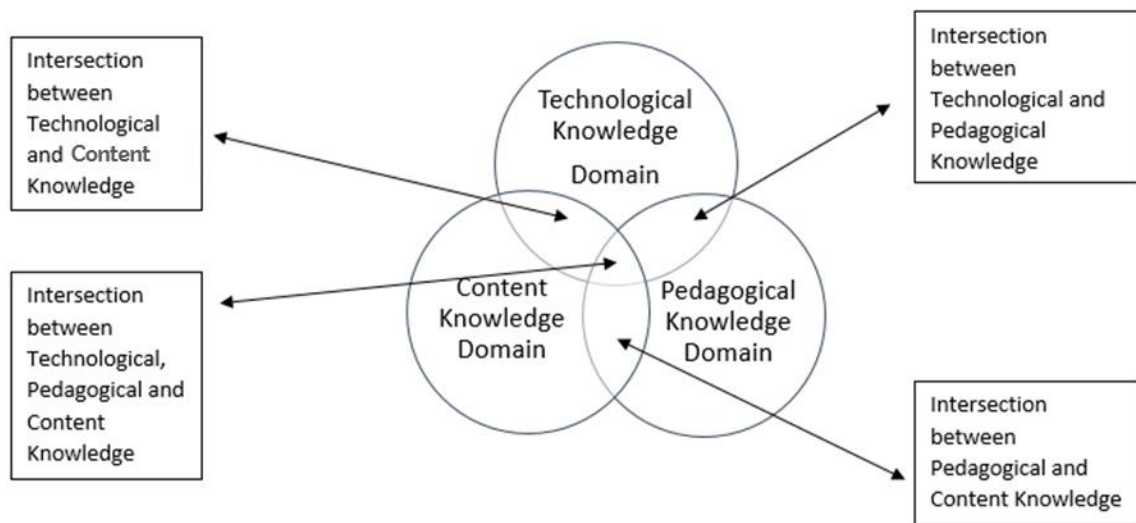 Intersection
between
Technological
and Content
Knowledge
Technological
Knowledge
Domain
Intersection
between
Technological and
Pedagogical
Knowledge
Intersection
between
Technological,
Pedagogical and
Content
Knowledge
Content
Knowledge
Domain
Pedagogical
Knowledge
Domain
Intersection
between
Pedagogical and
Content Knowledge